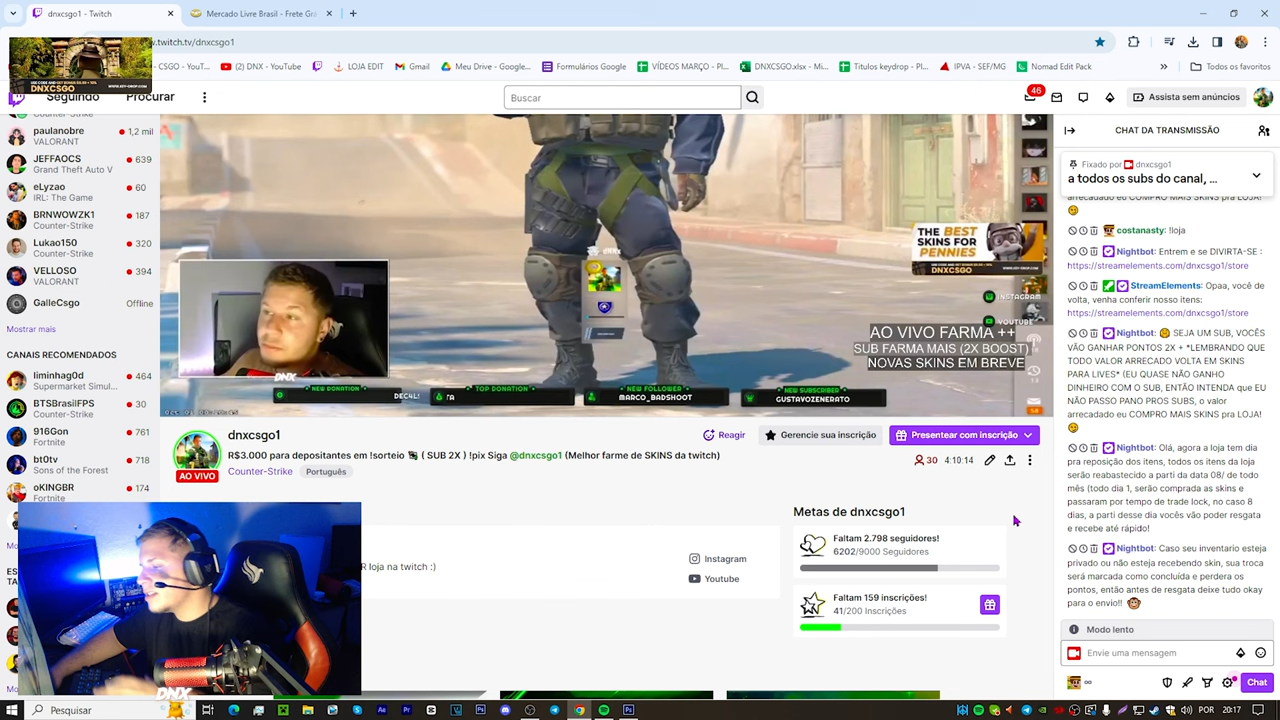 dnxcsgo1 - Twitch
Mercado Livre Brasil - Frete Grá
.twitch.tv/dnxcsgo1
CSGO - YouT...
(2) DNX - YouTube
LOJA EDIT
Gmail
Meu Drive - Google...
Formulários Google
VÍDEOS MARÇO - Pl...
DNXCSGO.xlsx - Mi...
Titulos keydrop - Pl...
IPVA - SEF/MG
Nomad Edit Pack
Todos os favoritos
DNXCSGO
Seguindo
Procurar
Buscar
46
Assista sem anúncios
paulanobre
1,2 mil
VALORANT
JEFFAOCS
639
Grand Theft Auto V
eLyzao
60
IRL: The Game
BRNWOWZK1
187
Counter-Strike
Lukao150
320
Counter-Strike
VELLOSO
394
VALORANT
GalleCsgo
Offline
Mostrar mais
CANAIS RECOMENDADOS
liminhag0d
464
Supermarket Simul...
BTSBrasilFPS
30
Counter-Strike
916Gon
761
Fortnite
bt0tv
718
Sons of the Forest
oKINGBR
174
Fortnite
THE BEST
SKINS FOR
PENNIES
DNXCSGO
INSTAGRAM
YOUTUBE
AO VIVO FARMA ++
SUB FARMA MAIS (2X BOOST)
NOVAS SKINS EM BREVE
DNX
NEW DONATION
DEC4L!
TOP DONATION
NEW FOLLOWER
MARCO_BADSHOOT
NEW SUBSCRIBER
GUSTAVOZENERATO
AO VIVO
dnxcsgo1
Reagir
Gerencie sua inscrição
Presentear com inscrição
R$3.000 para depositantes em !sorteio ( SUB 2X ) !pix Siga @dnxcsgo1 (Melhor farme de SKINS da twitch)
Counter-Strike
Português
30
4:10:14
R loja na twitch :)
Instagram
Youtube
Metas de dnxcsgo1
Faltam 2.798 seguidores!
6202/9000 Seguidores
Faltam 159 inscrições!
41/200 Inscrições
CHAT DA TRANSMISSÃO
Fixado por dnxcsgo1
a todos os subs do canal, ...
arrecadado eu COMPRO MAIS SKINS pra LOJA!
costanasty: !loja
Nightbot: Entrem e se DIVIRTA-SE :
https://streamelements.com/dnxcsgo1/store
StreamElements: Opaa, você de
volta, venha conferir nosso itens:
https://streamelements.com/dnxcsgo1/store
Nightbot: SEJA UM SUB, VOCÊS
VÃO GANHAR PONTOS 2X + *LEMBRANDO QUE
TODO VALOR ARRECADO VOLTA EM SKINS
PARA LIVES* (EU QUASE NÃO GANHO
DINHEIRO COM O SUB, ENTÃO INTENDA que EU
NÃO PASSO PANO PROS SUB, o valor
arrecadado eu COMPRO MAIS SKINS pra LOJA!
Nightbot: Olá, agora a loja tem dia
pra reposição dos itens, todos os itens da loja
serão reabastecido a partir da data 08/ de
todo mês (todo dia 1, serão comprada as skins e
passaram por tempo de trade lock, no caso 8
dias, a partir desse dia vocês vão poder resgata
e recebe até rápido!
Nightbot: Caso seu inventario esteja
privado ou não esteja recebendo skin, sua troca
será marcada como concluída e perdera os
pontos, então antes de resgata deixe tudo okay
para o envio!!
Modo lento
Envie uma mensagem
Chat
DNX
Pesquisar
POR
20:17